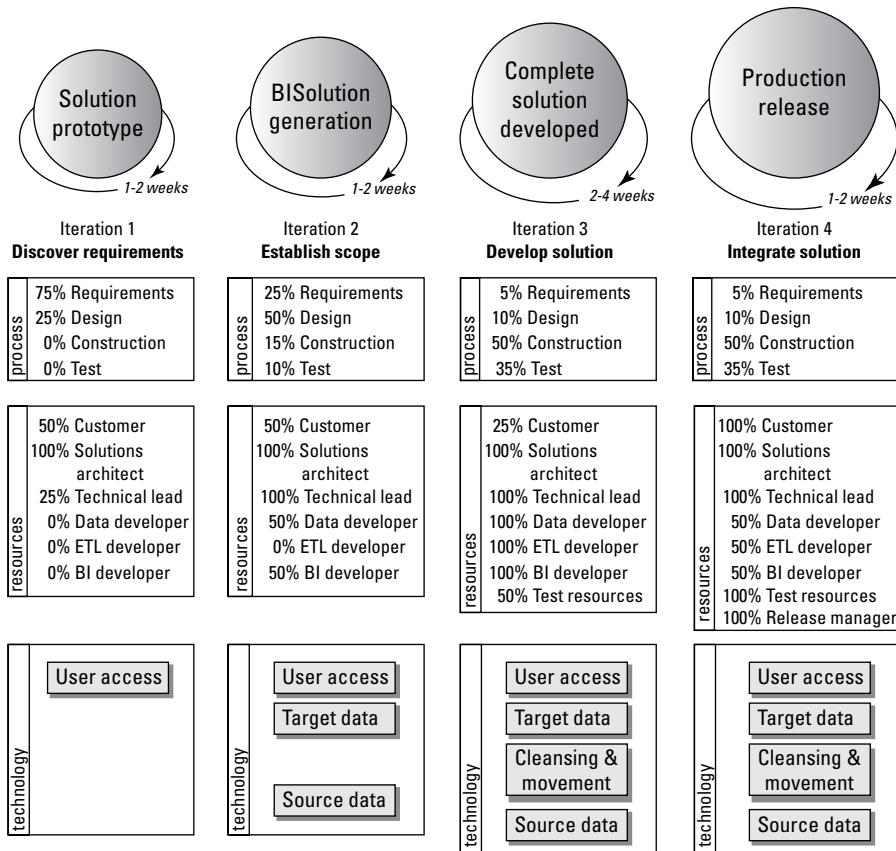 Solution
prototype
1-2 weeks
Iteration 1
Discover requirements
process
75% Requirements
25% Design
0% Construction
0% Test
resources
50% Customer
100% Solutions
architect
25% Technical lead
0% Data developer
0% ETL developer
0% BI developer
technology
User access
BISolution
generation
1-2 weeks
Iteration 2
Establish scope
process
25% Requirements
50% Design
15% Construction
10% Test
resources
50% Customer
100% Solutions
architect
100% Technical lead
50% Data developer
0% ETL developer
50% BI developer
technology
User access
Target data
Source data
Complete
solution
developed
2-4 weeks
Iteration 3
Develop solution
process
5% Requirements
10% Design
50% Construction
35% Test
resources
25% Customer
100% Solutions
architect
100% Technical lead
100% Data developer
100% ETL developer
100% BI developer
50% Test resources
technology
User access
Target data
Cleansing &
movement
Source data
Production
release
1-2 weeks
Iteration 4
Integrate solution
process
5% Requirements
10% Design
50% Construction
35% Test
resources
100% Customer
100% Solutions
architect
100% Technical lead
50% Data developer
50% ETL developer
50% BI developer
100% Test resources
100% Release manager
technology
User access
Target data
Cleansing &
movement
Source data